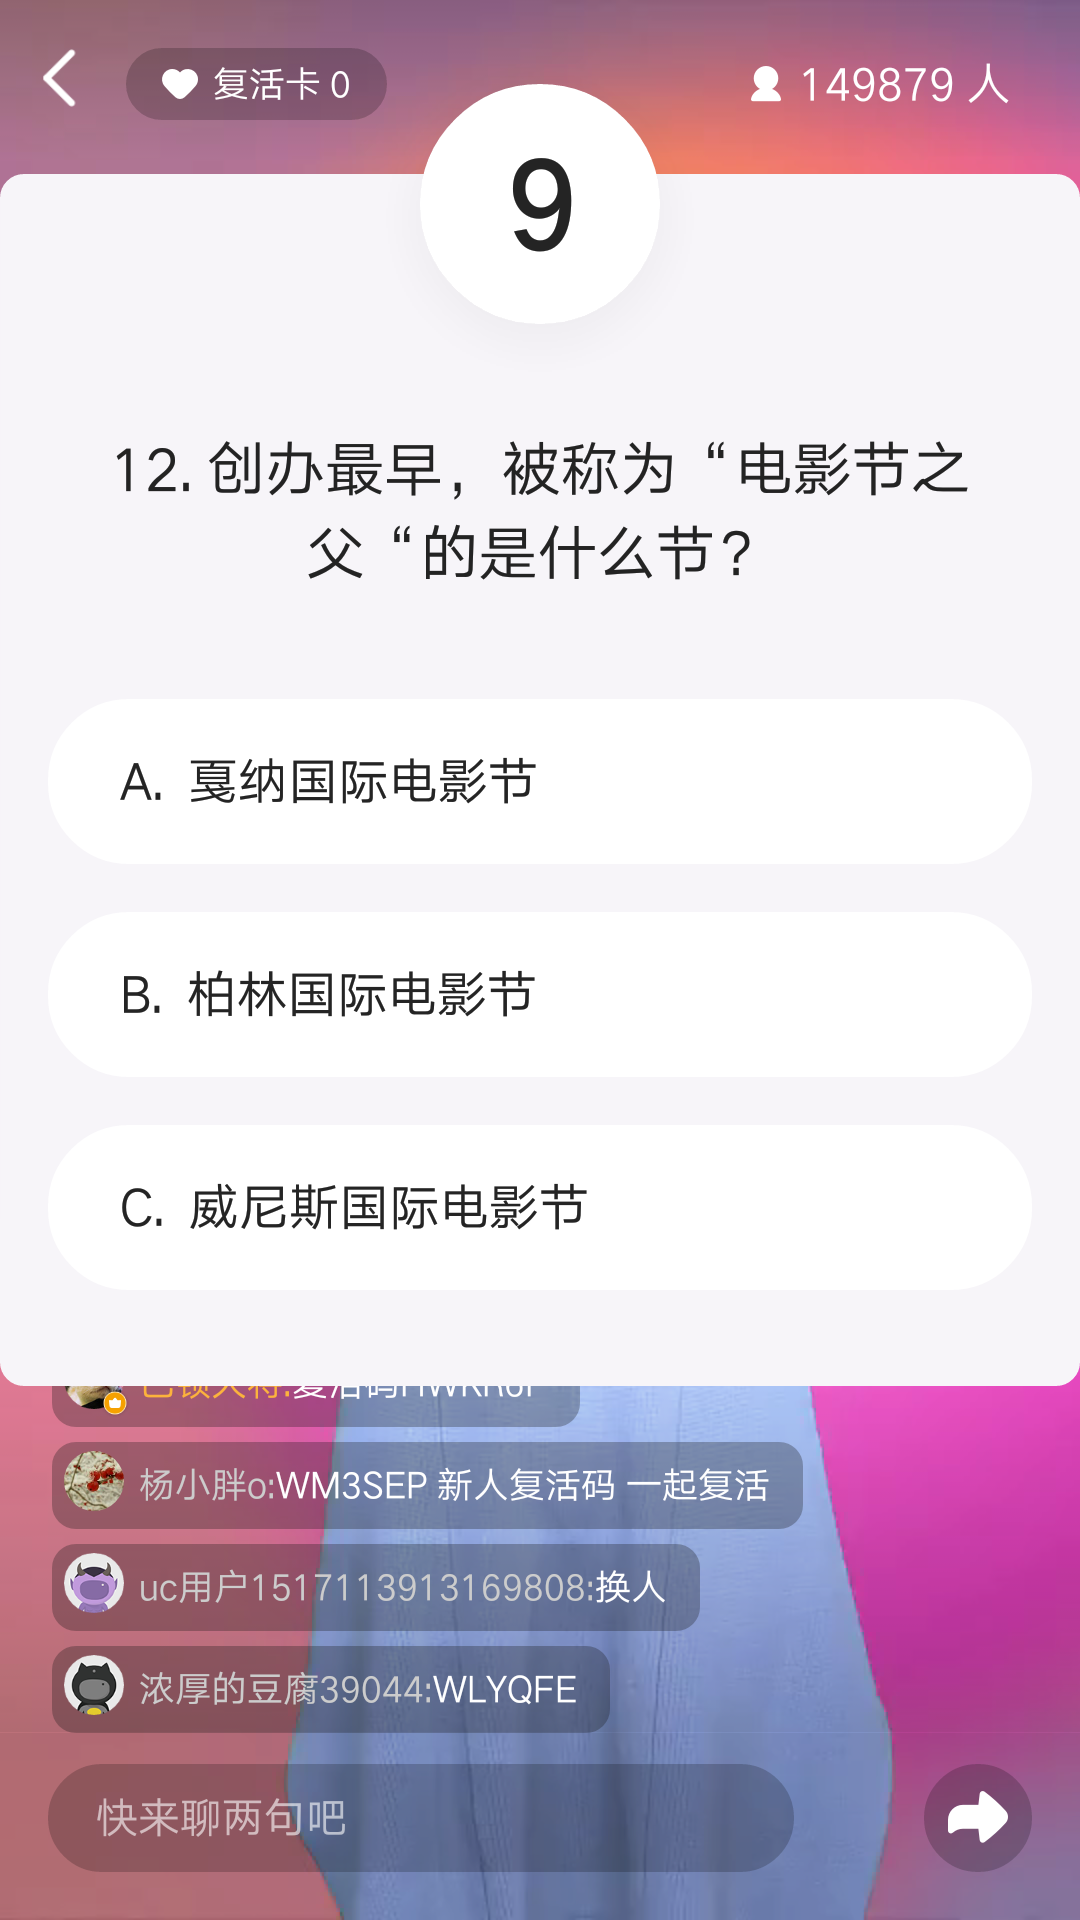 复活卡 0
149879 人
9
12. 创办最早，被称为“电影节之
父“的是什么节?
A. 戛纳国际电影节
B. 柏林国际电影节
C. 威尼斯国际电影节
杨小胖o:WM3SEP 新人复活码 一起复活
uc用户1517113913169808:换人
浓厚的豆腐39044:WLYQFE
快来聊两句吧